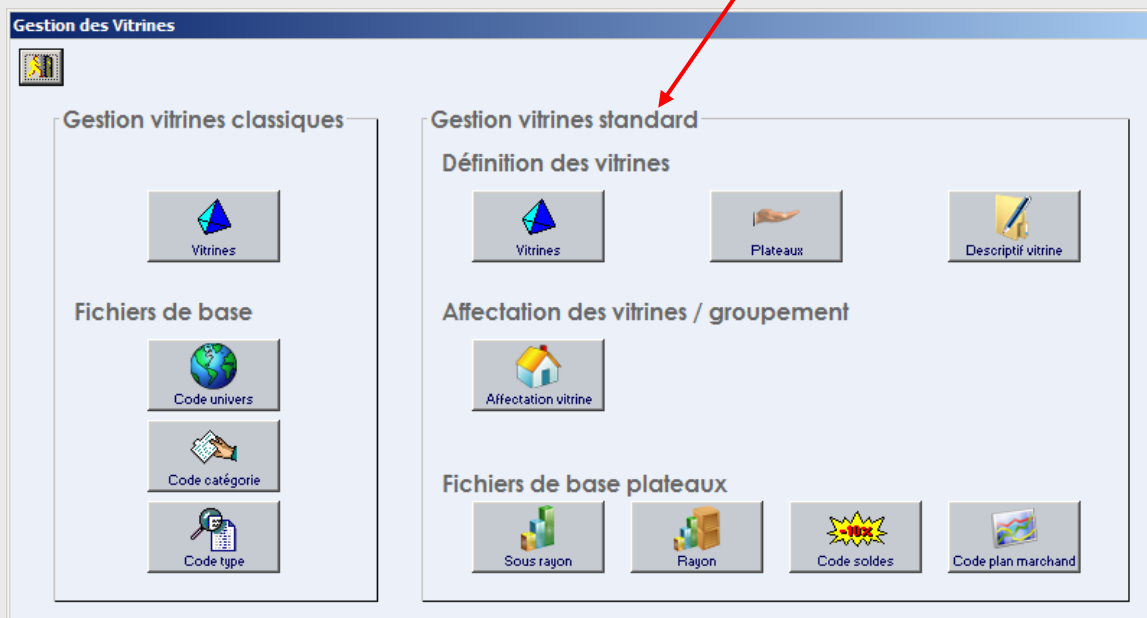 Gestion des Vitrines
Gestion vitrines classiques
Vitrines
Fichiers de base
Code univers
Code catégorie
Code type
Gestion vitrines standard
Définition des vitrines
Vitrines
Plateaux
Descriptif vitrine
Affectation des vitrines / groupement
Affectation vitrine
Fichiers de base plateaux
Sous rayon
Rayon
-10%
Code soldes
Code plan marchand